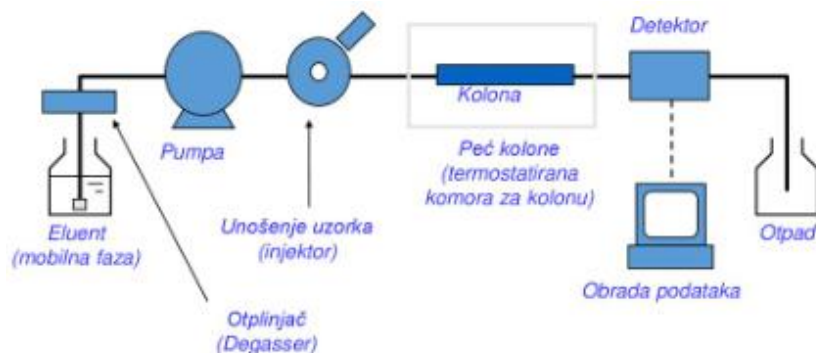 Detektor
Kolona
Pumpa
Peć kolone
(termostatirana
komora za kolonu)
Unošenje uzorka
(injektor)
Eluent
(mobilna faza)
Otpad
Obrada podataka
Otplinjač
(Degasser)